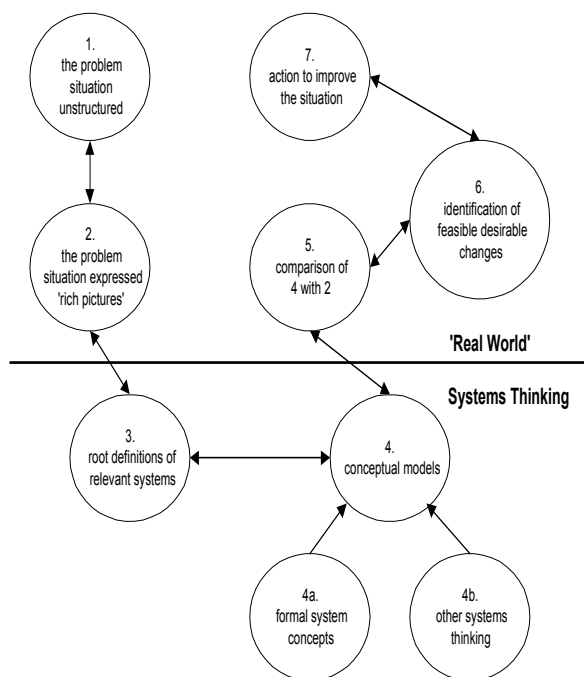 1.
the problem
situation
unstructured
2.
the problem
situation expressed
'rich pictures'
3.
root definitions of
relevant systems
4.
conceptual models
4a.
formal system
concepts
4b.
other systems
thinking
5.
comparison of
4 with 2
6.
identification of
feasible desirable
changes
7.
action to improve
the situation
'Real World'
Systems Thinking